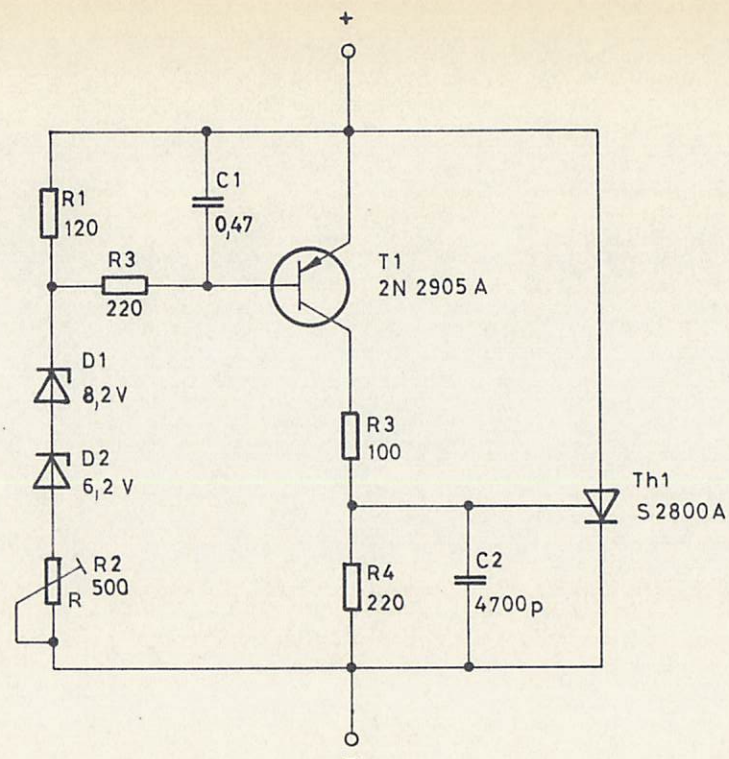 +
R1
120
C1
0,47
R3
220
T1
2N 2905 A
D1
8,2 V
R3
100
D2
6,2 V
Th1
S 2800 A
R2
500
R
R4
220
C2
4700 p